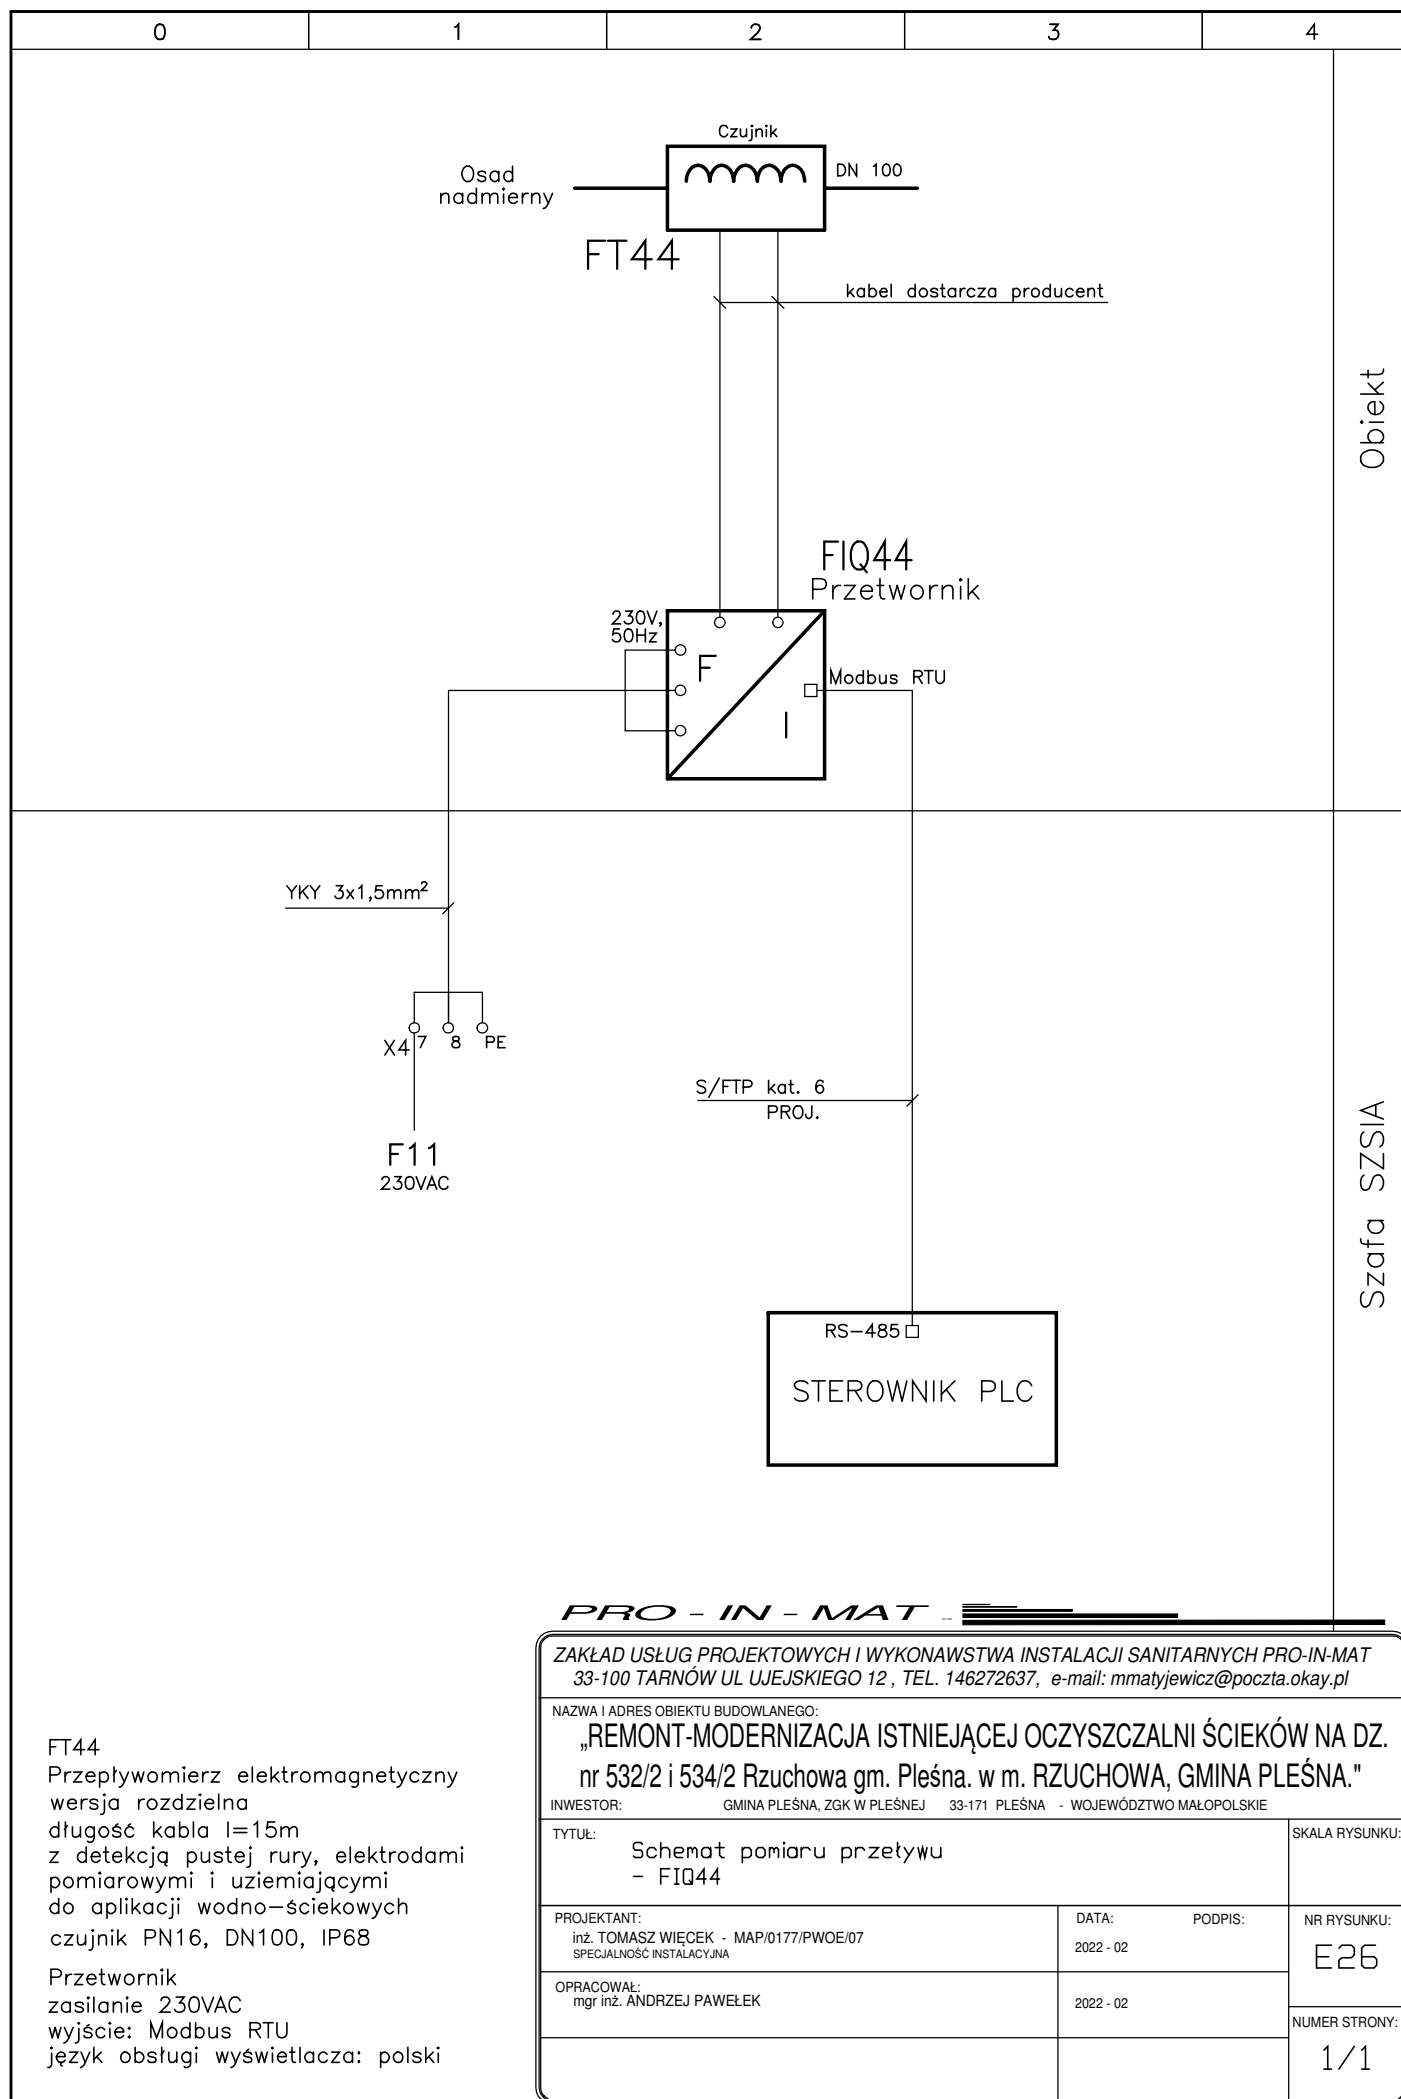 0 1 2 3 4
Czujnik
Osad
nadmierny
DN 100
FT44
kabel dostarcza producent
Obiekt
FIQ44
Przetwornik
230V,
50Hz
F
Modbus RTU
I
YKY 3x1,5mm²
X4 7 8 PE
F11
230VAC
S/FTP kat. 6
PROJ.
Szafa SZSIA
RS-485
STEROWNIK PLC
FT44
Przepływomierz elektromagnetyczny
wersja rozdzielna
długość kabla l=15m
z detekcją pustej rury, elektrodami
pomiarowymi i uziemiającymi
do aplikacji wodno-ściekowych
czujnik PN16, DN100, IP68
Przetwornik
zasilanie 230VAC
wyjście: Modbus RTU
język obsługi wyświetlacza: polski
PRO - IN - MAT
ZAKŁAD USŁUG PROJEKTOWYCH I WYKONAWSTWA INSTALACJI SANITARNYCH PRO-IN-MAT
33-100 TARNÓW UL UJEJSKIEGO 12 , TEL. 146272637, e-mail: mmatyjewicz@poczta.okay.pl
NAZWA I ADRES OBIEKTU BUDOWLANEGO:
„REMONT-MODERNIZACJA ISTNIEJĄCEJ OCZYSZCZALNI ŚCIEKÓW NA DZ.
nr 532/2 i 534/2 Rzuchowa gm. Pleśna. w m. RZUCHOWA, GMINA PLEŚNA."
INWESTOR: GMINA PLEŚNA, ZGK W PLEŚNEJ 33-171 PLEŚNA - WOJEWÓDZTWO MAŁOPOLSKIE
TYTUŁ:
Schemat pomiaru przeływu
- FIQ44
SKALA RYSUNKU:
PROJEKTANT:
inż. TOMASZ WIĘCEK - MAP/0177/PWOE/07
SPECJALNOŚĆ INSTALACYJNA
DATA: PODPIS:
2022 - 02
NR RYSUNKU:
E26
OPRACOWAŁ:
mgr inż. ANDRZEJ PAWEŁEK
2022 - 02
NUMER STRONY:
1/1